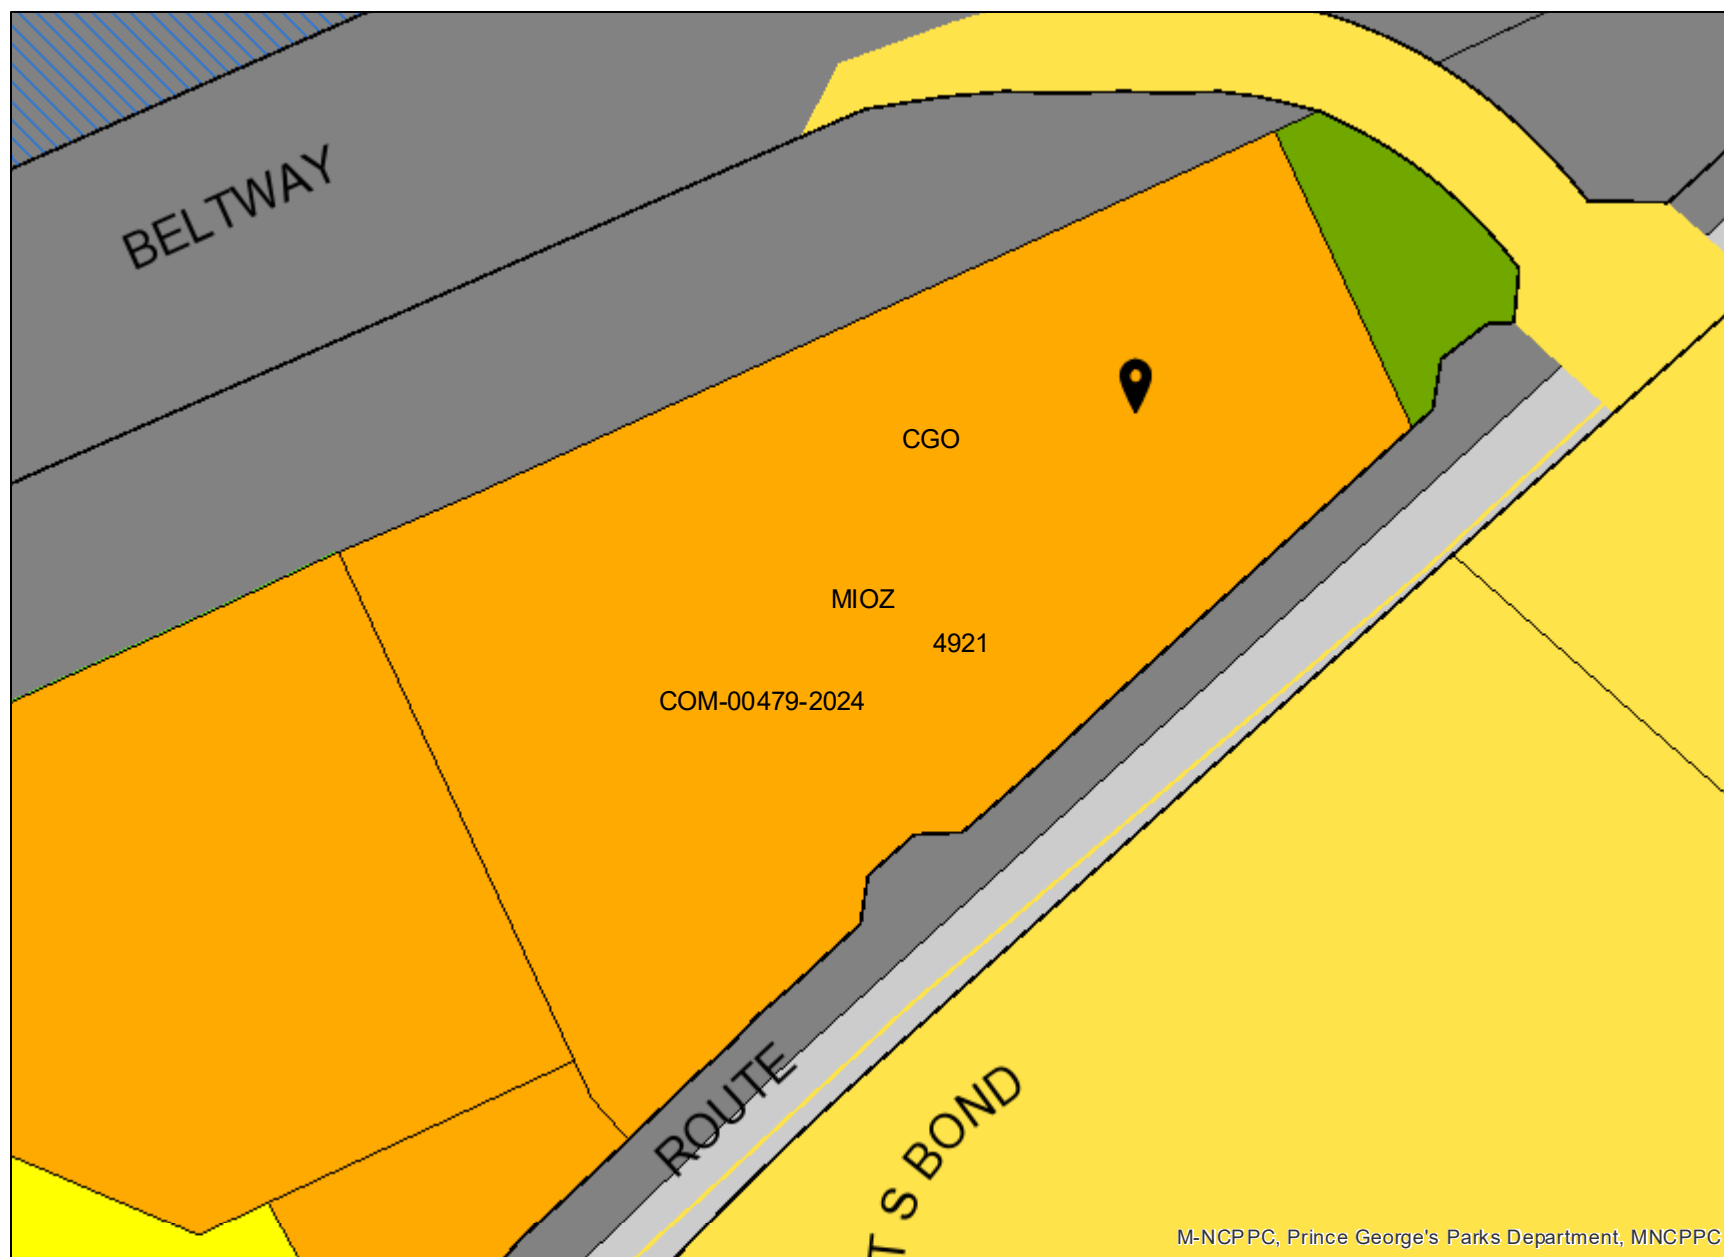 BELTWAY
CGO
MIOZ
4921
COM-00479-2024
ROUTE
T S BOND
M-NCPPC, Prince George's Parks Department, MNCPPC